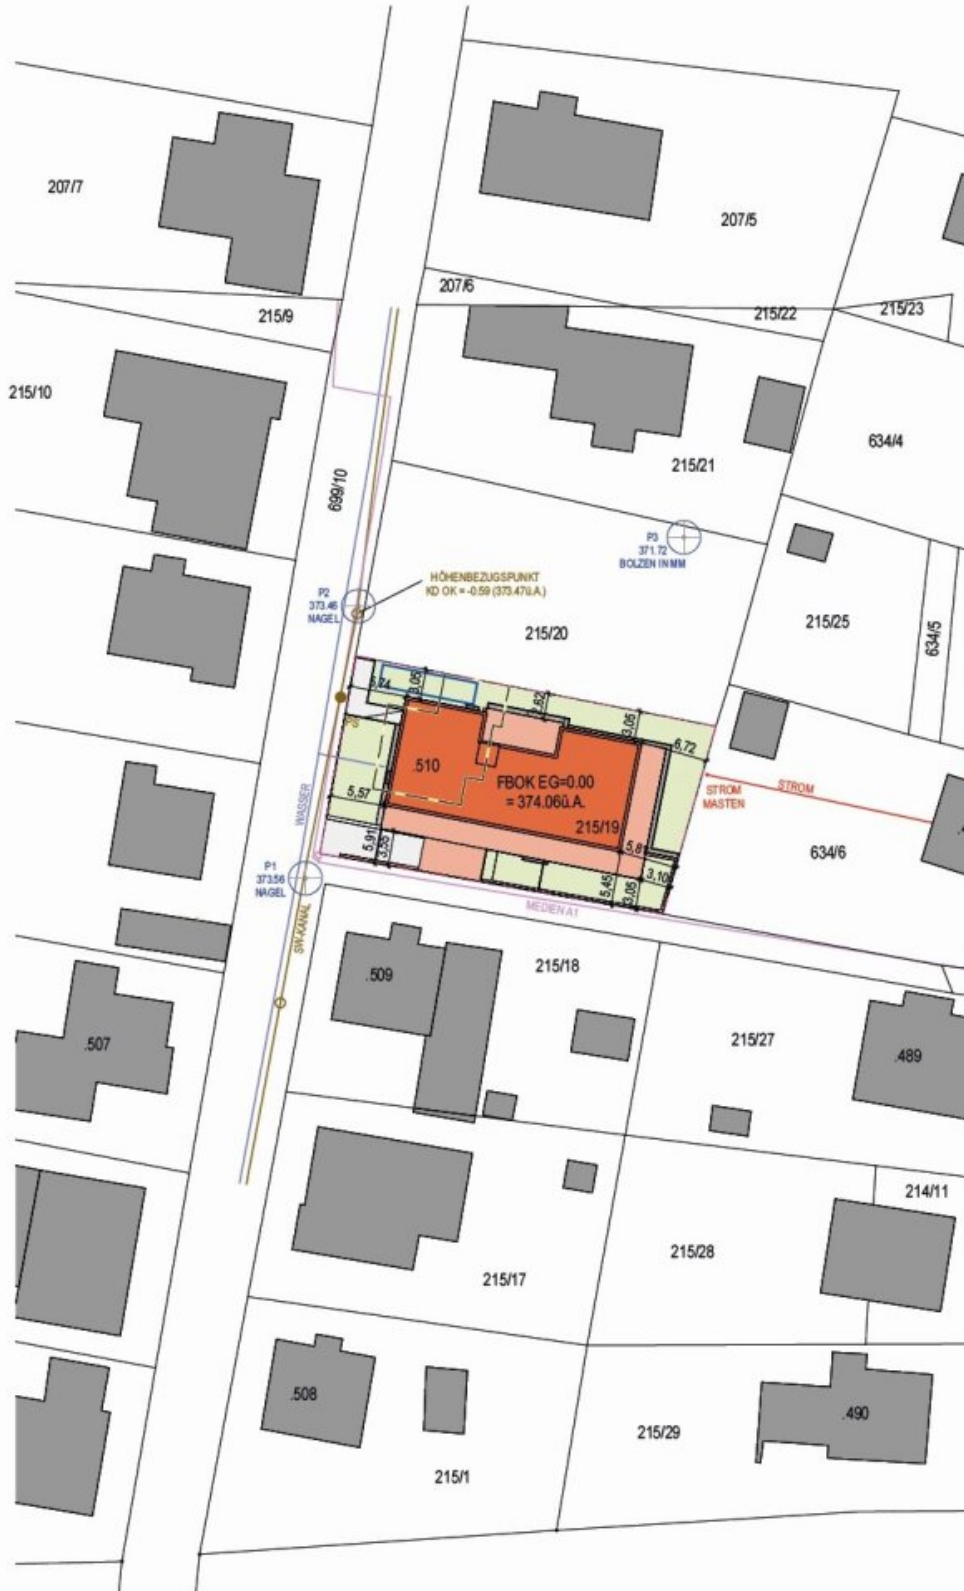 207/7
207/5
207/6
215/9
215/22
215/23
215/10
634/4
215/21
699/10
P3
371.72
BOLZEN IN MM
HÖHENBEZUGSPUNKT
KD OK = -0.59 (373.47ü.A.)
P2
373.46
NAGEL
215/20
215/25
634/5
5,74
3,05
3,05
6,72
.510
FBOK EG=0.00
= 374.06ü.A.
STROM
MASTEN
STROM
5,57
WASSER
215/19
634/6
5,91
3,55
5,8
3,10
5,45
3,05
P1
373.56
NAGEL
MEDIEN A1
SW-KANAL
.509
215/18
215/27
.489
.507
214/11
215/28
215/17
.508
.490
215/29
215/1